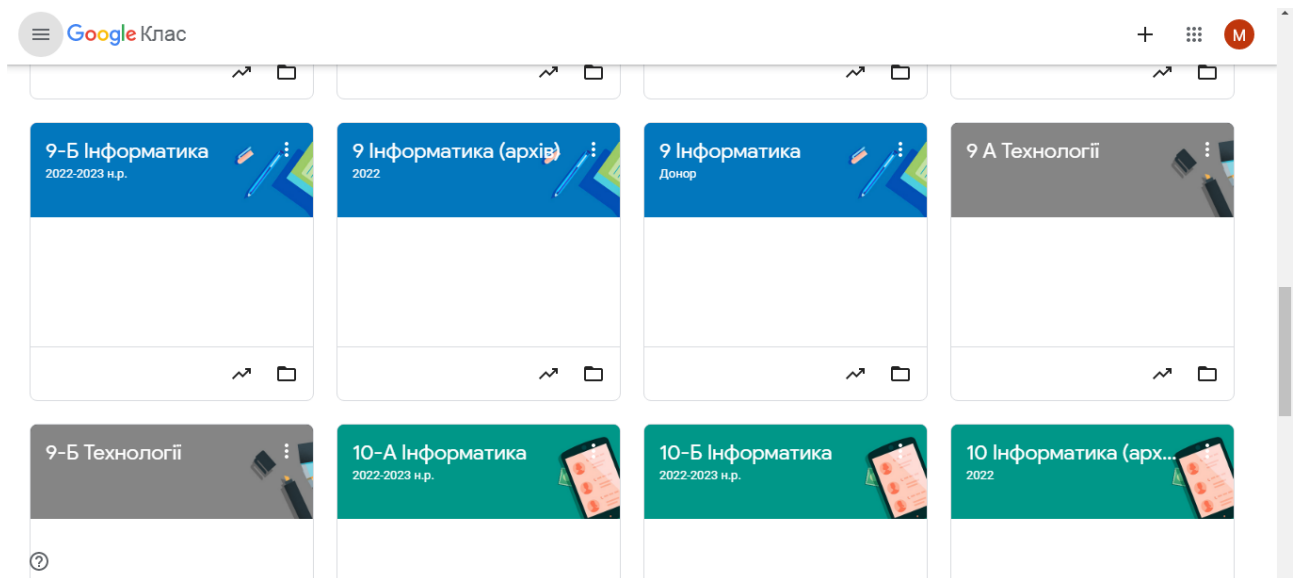 Google Клас
М
9-Б Інформатика
2022-2023 н.р.
9 Інформатика (архів)
2022
9 Інформатика
Донор
9 А Технології
9-Б Технології
10-А Інформатика
2022-2023 н.р.
10-Б Інформатика
2022-2023 н.р.
10 Інформатика (арх...
2022